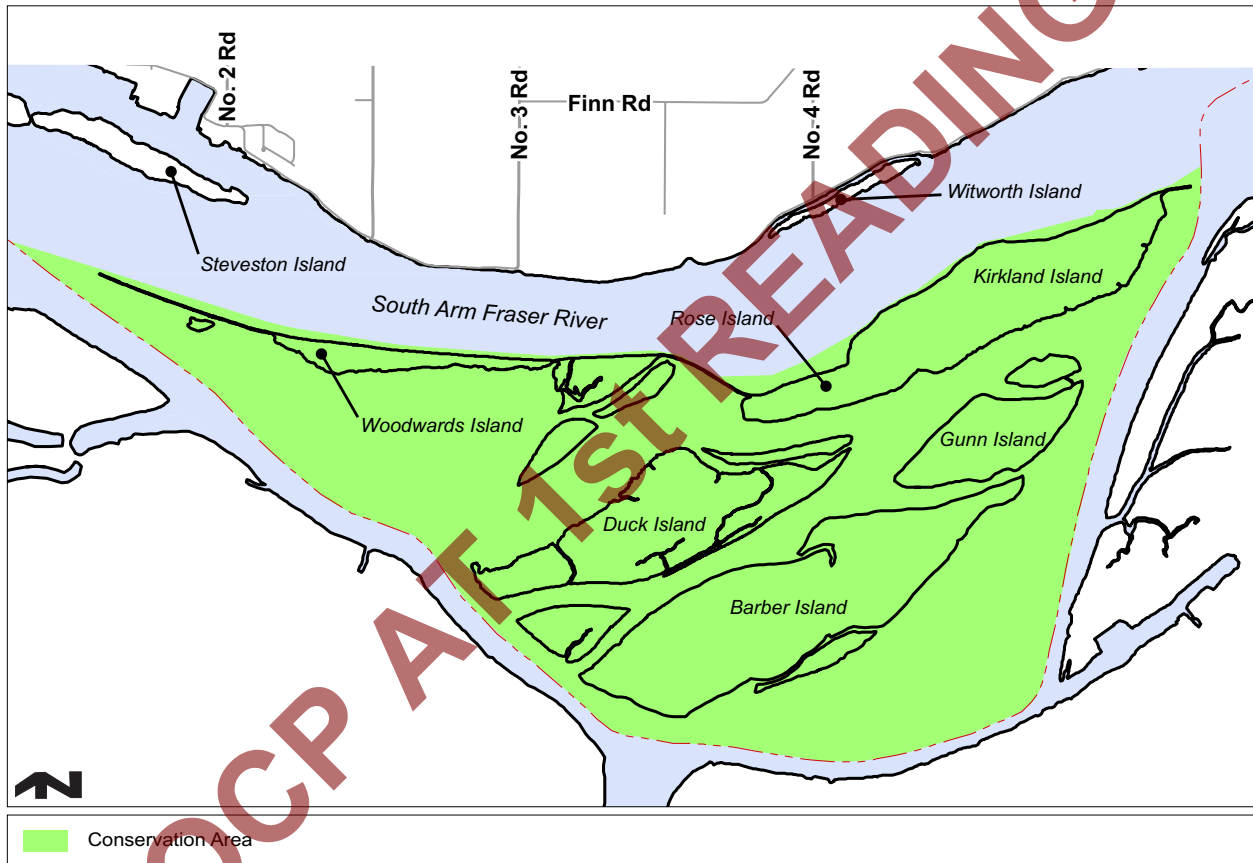 No. 2 Rd
No. 3 Rd
Finn Rd
No. 4 Rd
Witworth Island
Steveston Island
Kirkland Island
South Arm Fraser River
Rose Island
Woodwards Island
Gunn Island
Duck Island
Barber Island
N
Conservation Area
OCP AT 1st READING